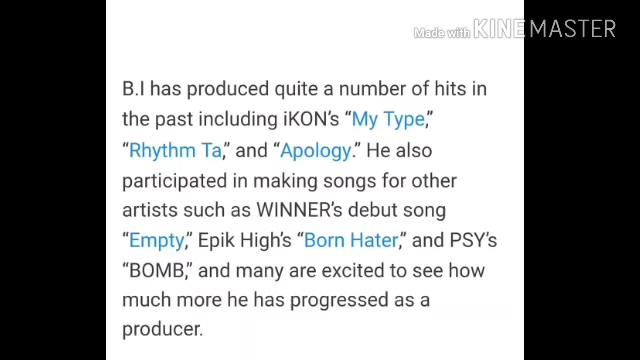 Made with KINEMASTER
B.I has produced quite a number of hits in
the past including iKON's “My Type,”
“Rhythm Ta,” and “Apology.” He also
participated in making songs for other
artists such as WINNER's debut song
“Empty,” Epik High's “Born Hater,” and PSY's
“BOMB,” and many are excited to see how
much more he has progressed as a
producer.